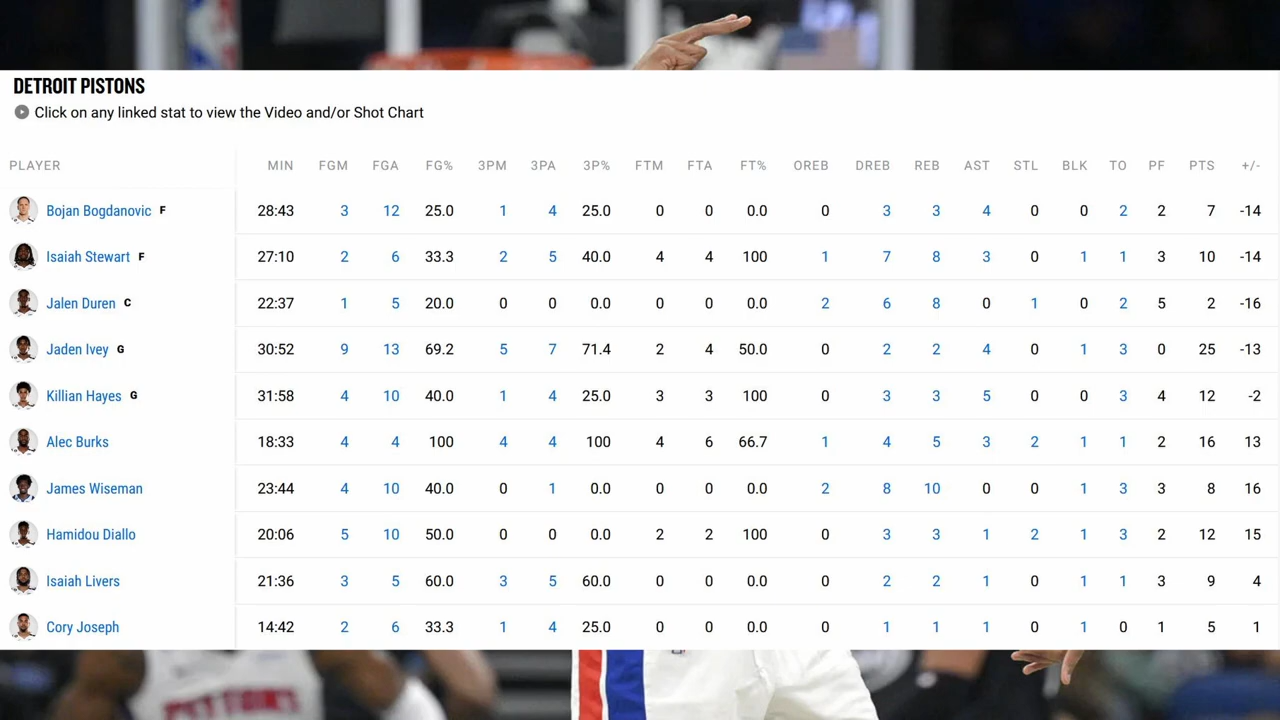 DETROIT PISTONS
Click on any linked stat to view the Video and/or Shot Chart
PLAYER MIN FGM FGA FG% 3PM 3PA 3P% FTM FTA FT% OREB DREB REB AST STL BLK TO PF PTS +/-
Bojan Bogdanovic F 28:43 3 12 25.0 1 4 25.0 0 0 0.0 0 3 3 4 0 0 2 2 7 -14
Isaiah Stewart F 27:10 2 6 33.3 2 5 40.0 4 4 100 1 7 8 3 0 1 1 3 10 -14
Jalen Duren C 22:37 1 5 20.0 0 0 0.0 0 0 0.0 2 6 8 0 1 0 2 5 2 -16
Jaden Ivey G 30:52 9 13 69.2 5 7 71.4 2 4 50.0 0 2 2 4 0 1 3 0 25 -13
Killian Hayes G 31:58 4 10 40.0 1 4 25.0 3 3 100 0 3 3 5 0 0 3 4 12 -2
Alec Burks 18:33 4 4 100 4 4 100 4 6 66.7 1 4 5 3 2 1 1 2 16 13
James Wiseman 23:44 4 10 40.0 0 1 0.0 0 0 0.0 2 8 10 0 0 1 3 3 8 16
Hamidou Diallo 20:06 5 10 50.0 0 0 0.0 2 2 100 0 3 3 1 2 1 3 2 12 15
Isaiah Livers 21:36 3 5 60.0 3 5 60.0 0 0 0.0 0 2 2 1 0 1 1 3 9 4
Cory Joseph 14:42 2 6 33.3 1 4 25.0 0 0 0.0 0 1 1 1 0 1 0 1 5 1
PISTONS